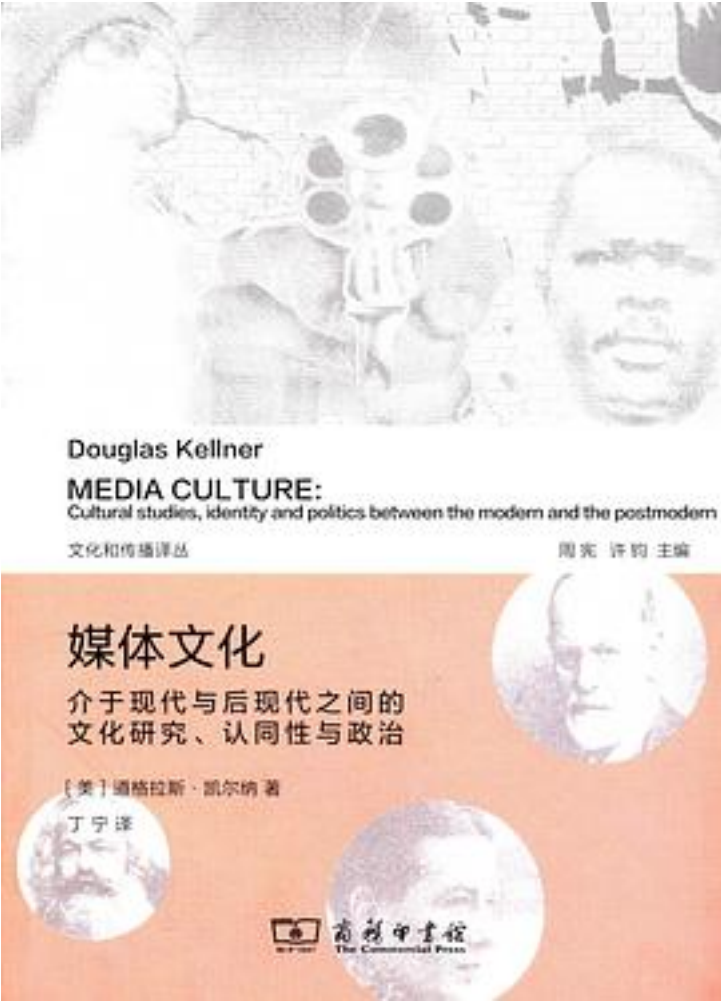 Douglas Kellner
MEDIA CULTURE:
Cultural studies, identity and politics between the modern and the postmodern
文化和传播译丛
周宪 许钧 主编
媒体文化
介于现代与后现代之间的
文化研究、认同性与政治
［美］道格拉斯·凯尔纳 著
丁宁 译
商务印书馆
The Commercial Press